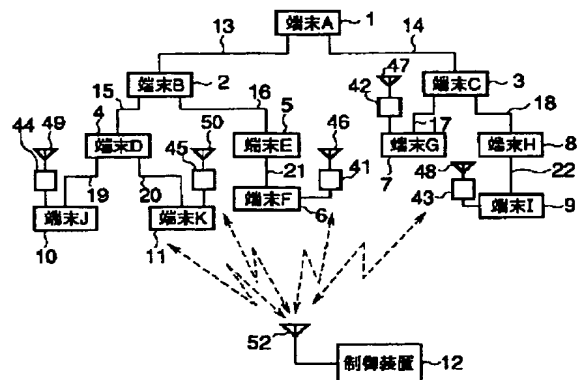 端末A 1
13 14
47
端末B 2
42
端末C 3
15 16 18
4 5 46
44 49 50
端末D
45
端末E
17
端末G
端末H 8
48
41
7
19 20 21 22
43
端末J
端末K
端末F
端末I 9
6
10 11
52
制御装置 12